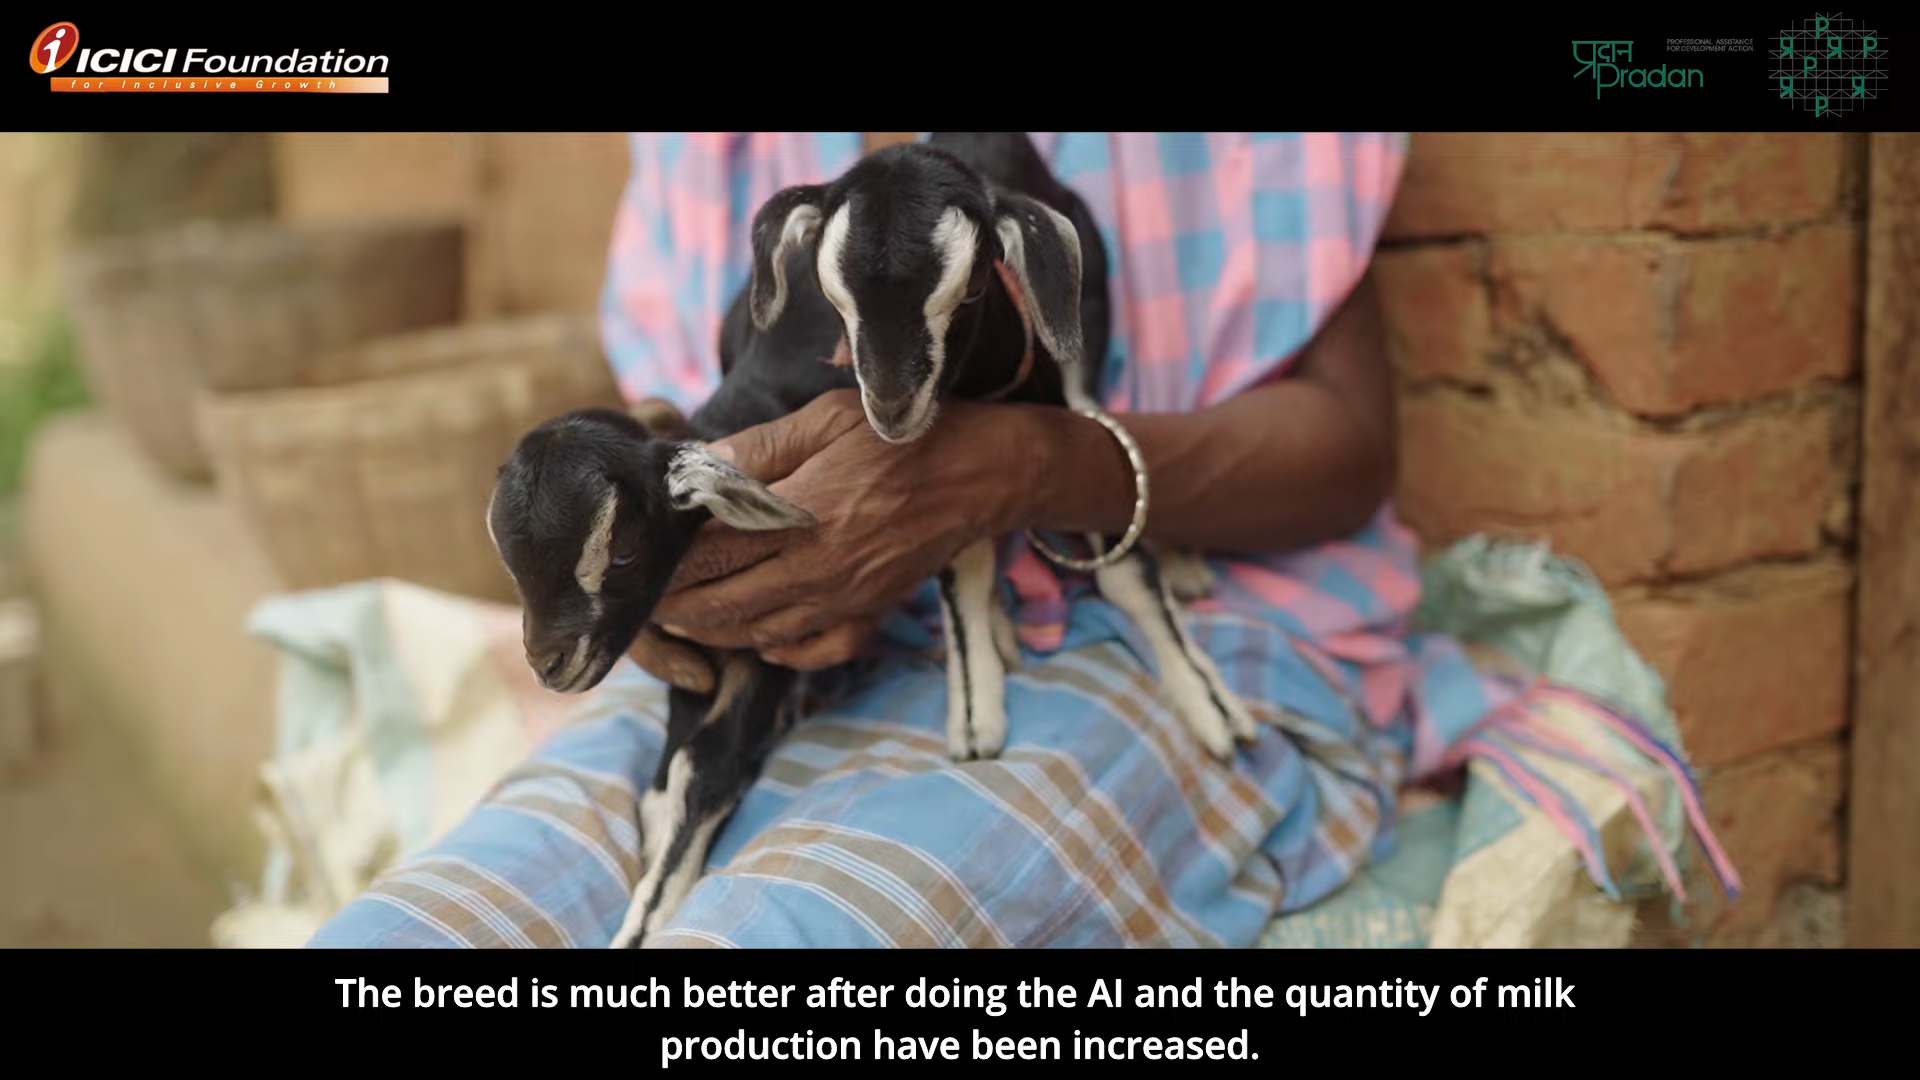 i ICICI Foundation
for Inclusive Growth
प्रदान
Pradan
PROFESSIONAL ASSISTANCE
FOR DEVELOPMENT ACTION
The breed is much better after doing the AI and the quantity of milk
production have been increased.